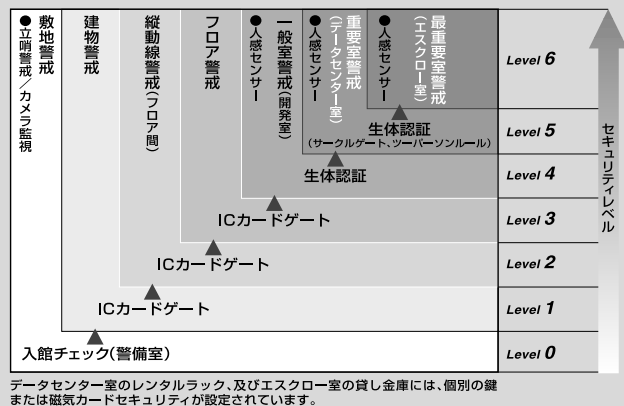 ●立哨警戒／カメラ監視
敷地警戒
建物警戒
縦動線警戒(フロア間)
フロア警戒
●人感センサー
一般室警戒(開発室)
●人感センサー
重要室警戒
(データセンター室)
●人感センサー
最重要室警戒
(エスクロー室)
Level 6
生体認証
(サークルゲート、ツーパーソンルール)
Level 5
生体認証
Level 4
ICカードゲート
Level 3
ICカードゲート
Level 2
ICカードゲート
Level 1
入館チェック(警備室)
Level 0
セキュリティレベル
データセンター室のレンタルラック、及びエスクロー室の貸し金庫には、個別の鍵
または磁気カードセキュリティが設定されています。